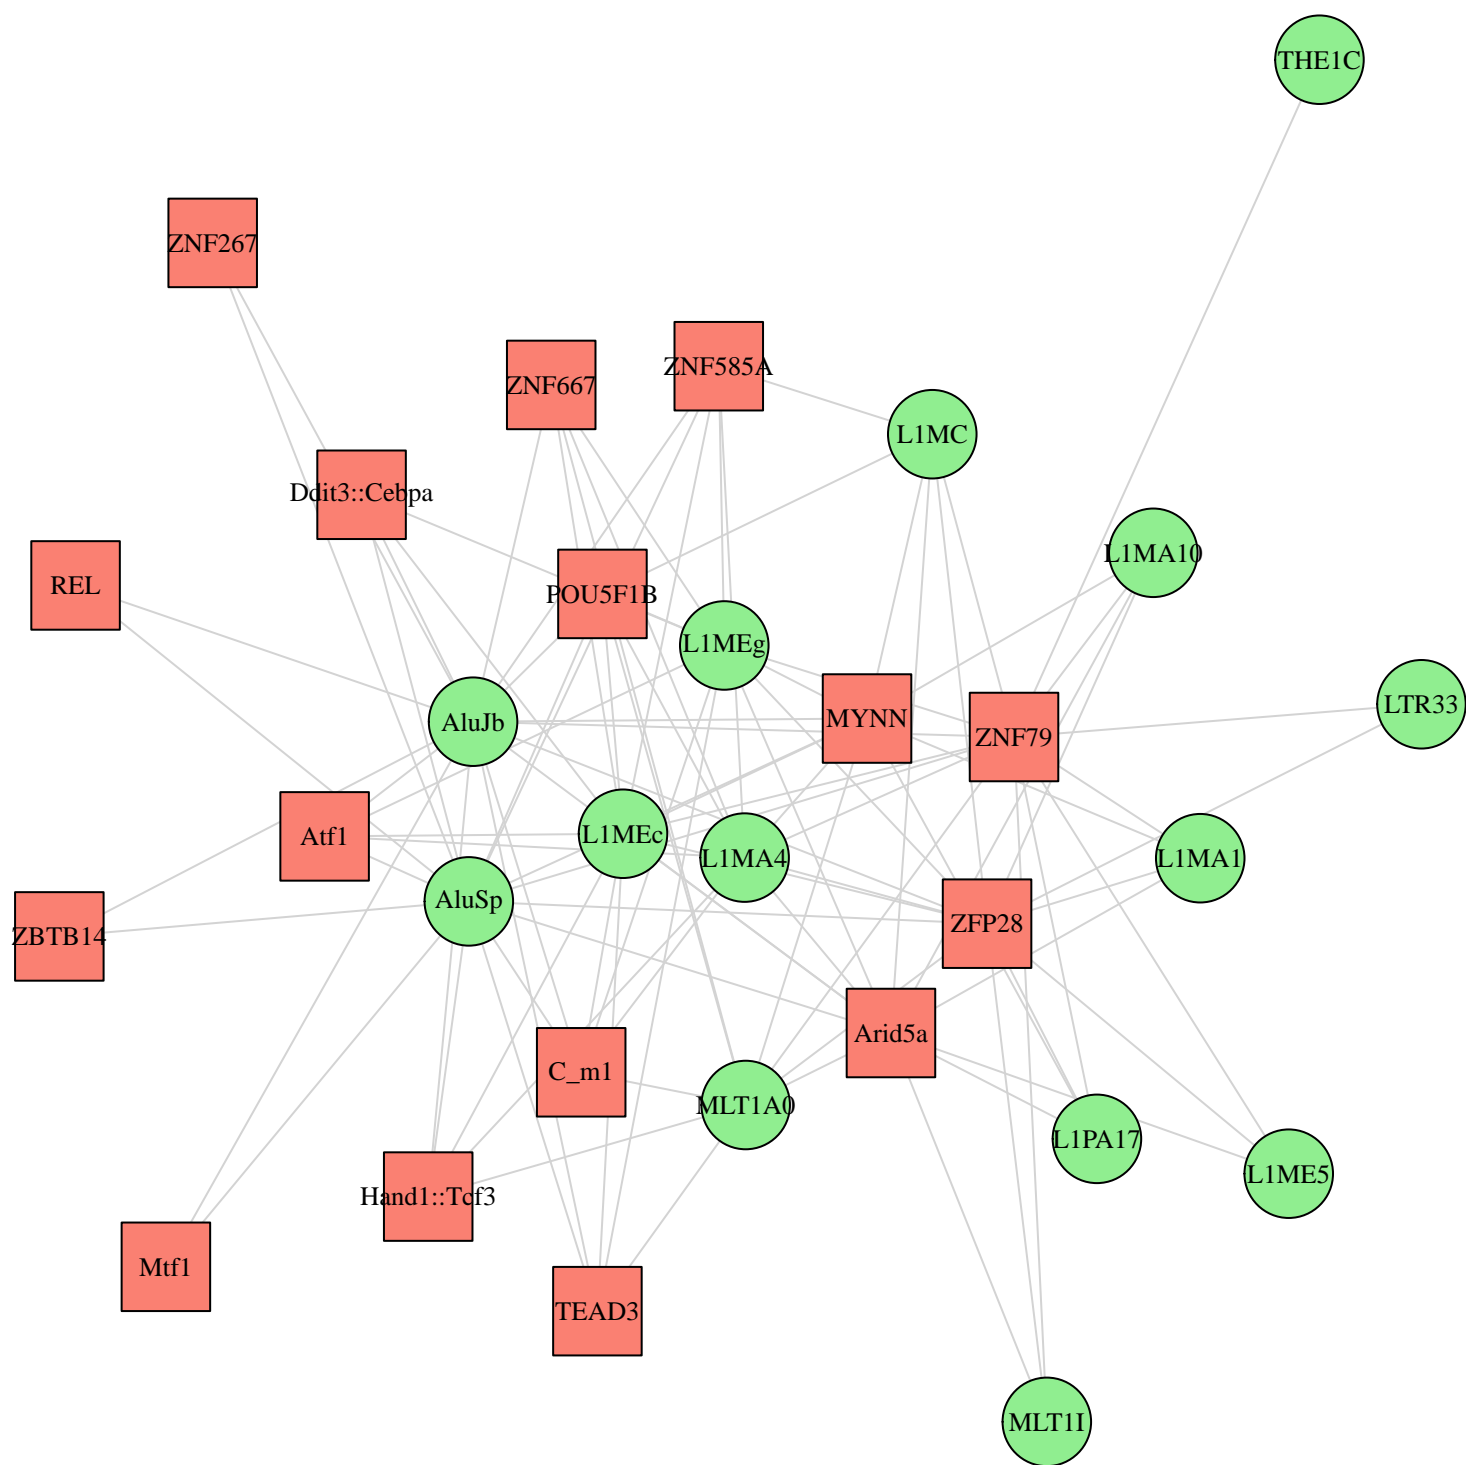 THE1C
ZNF267
ZNF585A
ZNF667
L1MC
Ddit3::Cebpa
L1MA10
REL
POU5F1B
L1MEg
LTR33
MYNN
AluJb
ZNF79
L1MEc
Atf1
L1MA4
L1MA1
AluSp
ZFP28
ZBTB14
Arid5a
C_m1
MLT1A0
L1PA17
L1ME5
Hand1::Tcf3
Mtf1
TEAD3
MLT1I